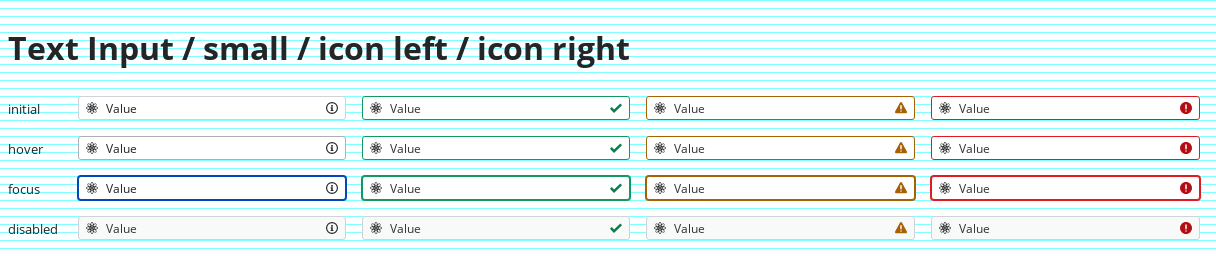 Text Input / small / icon left / icon right
initial Value Value Value Value
hover Value Value Value Value
focus Value Value Value Value
disabled Value Value Value Value